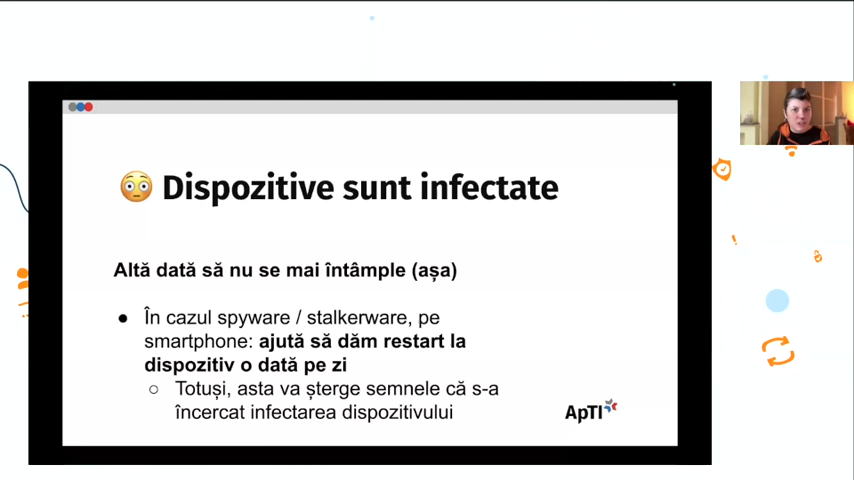 😳 Dispozitive sunt infectate
Altă dată să nu se mai întâmple (așa)
● În cazul spyware / stalkerware, pe
smartphone: ajută să dăm restart la
dispozitiv o dată pe zi
○ Totuși, asta va șterge semnele că s-a
încercat infectarea dispozitivului
ApTI